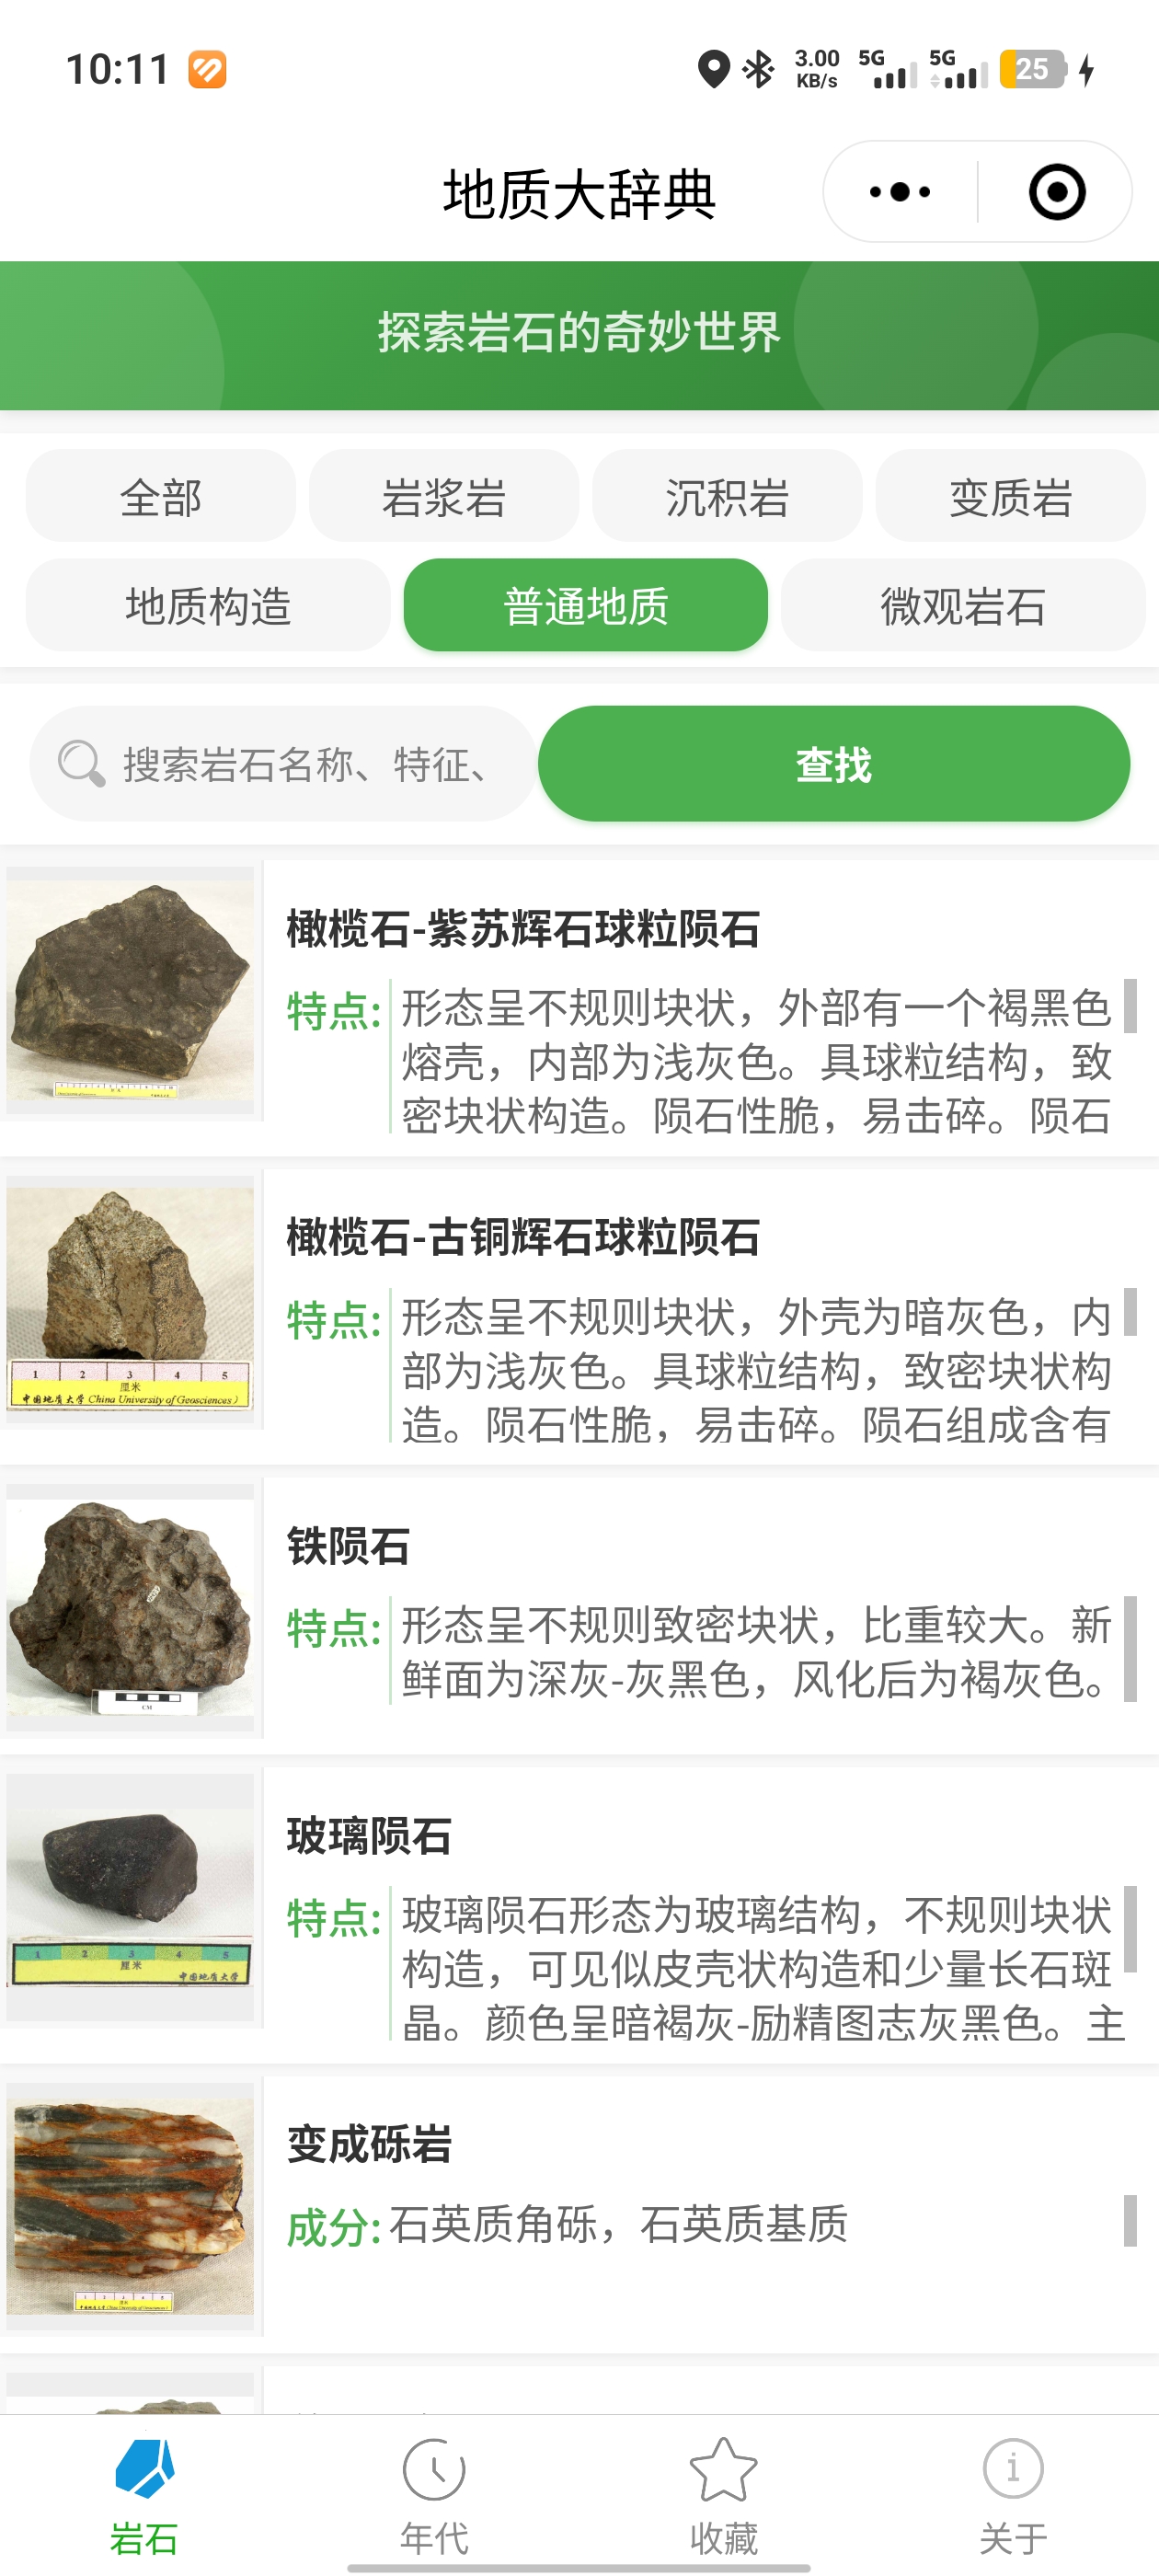 10:11
3.00 KB/s 5G 5G 25
地质大辞典
探索岩石的奇妙世界
全部 岩浆岩 沉积岩 变质岩
地质构造 普通地质 微观岩石
搜索岩石名称、特征、 查找
橄榄石-紫苏辉石球粒陨石
特点: 形态呈不规则块状，外部有一个褐黑色
熔壳，内部为浅灰色。具球粒结构，致
密块状构造。陨石性脆，易击碎。陨石
橄榄石-古铜辉石球粒陨石
特点: 形态呈不规则块状，外壳为暗灰色，内
部为浅灰色。具球粒结构，致密块状构
造。陨石性脆，易击碎。陨石组成含有
1 2 3 4 5
厘米
中国地质大学 China University of Geosciences）
铁陨石
特点: 形态呈不规则致密块状，比重较大。新
鲜面为深灰-灰黑色，风化后为褐灰色。
CM
玻璃陨石
特点: 玻璃陨石形态为玻璃结构，不规则块状
构造，可见似皮壳状构造和少量长石斑
晶。颜色呈暗褐灰-励精图志灰黑色。主
1 2 3 4 5
厘米
中国地质大学
变成砾岩
成分: 石英质角砾，石英质基质
岩石 年代 收藏 关于